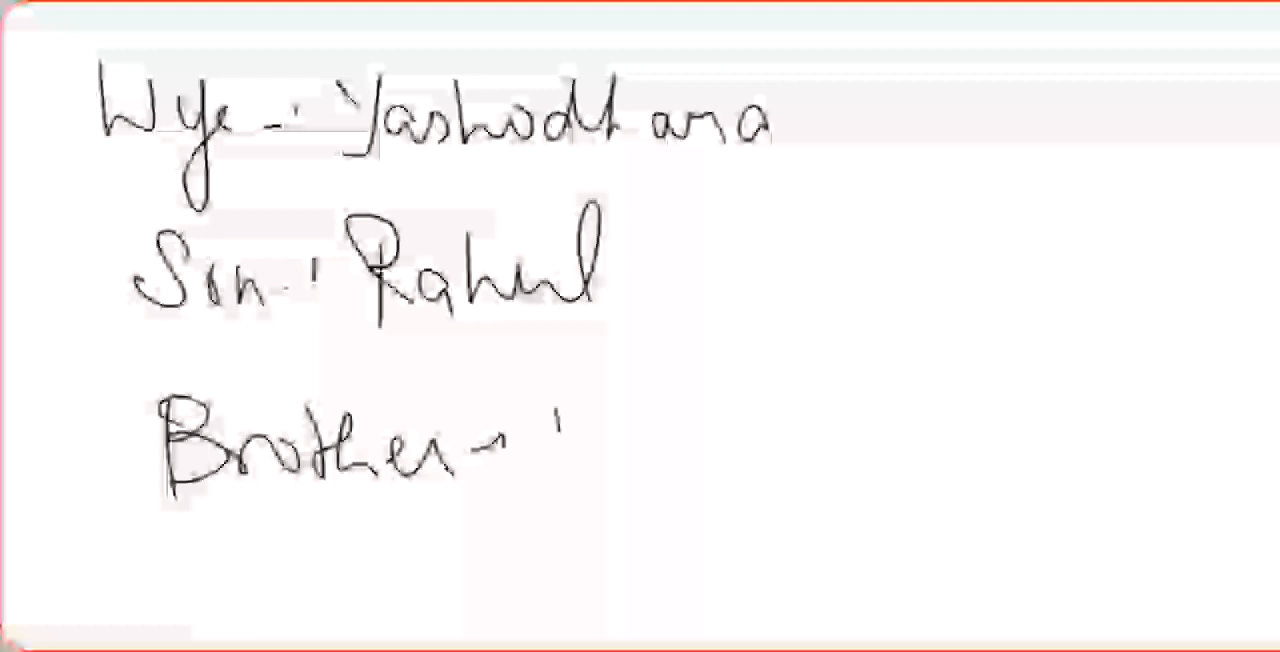 Wife - : Yashodhara
Son - : Rahul
Brother - :